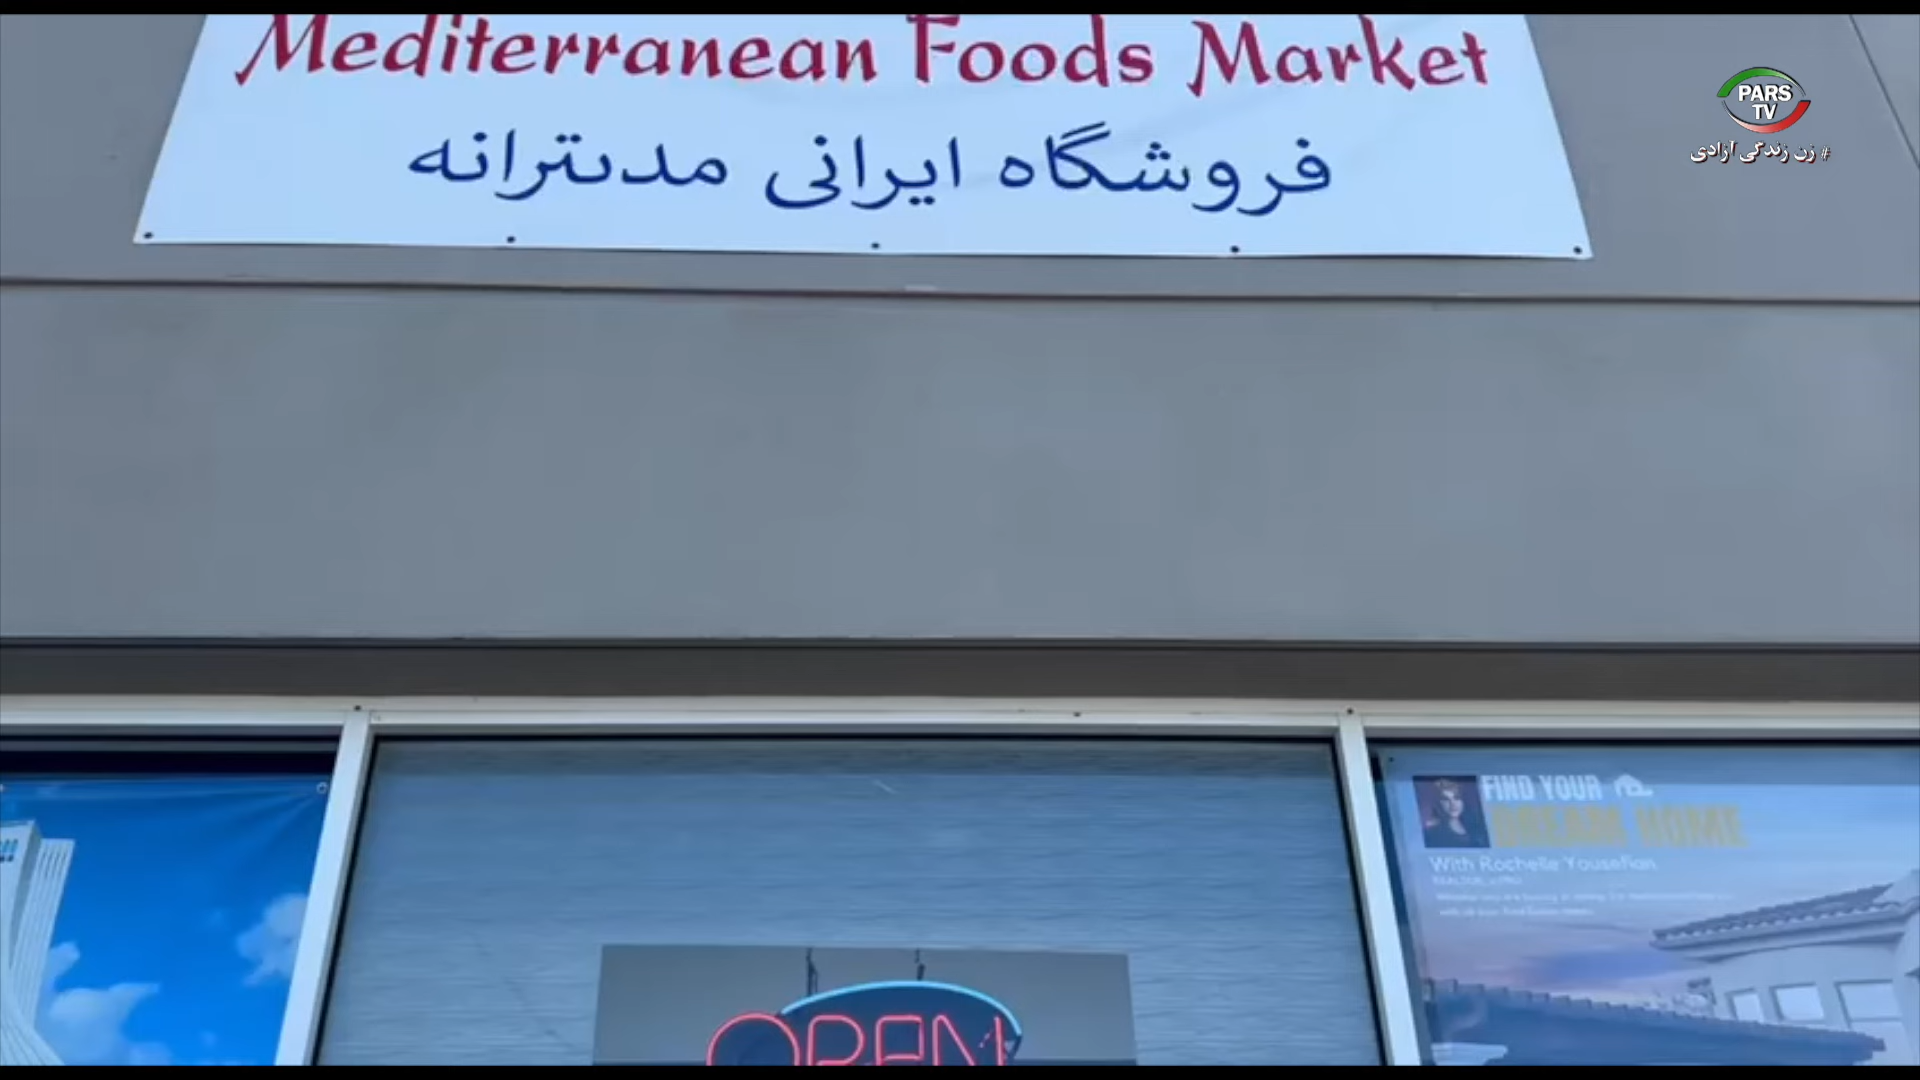 Mediterranean Foods Market
فروشگاه ایرانی مدیترانه
PARS
TV
# زن زندگی آزادی
FIND YOUR
DREAM HOME
With Rochelle Yousefian
OPEN